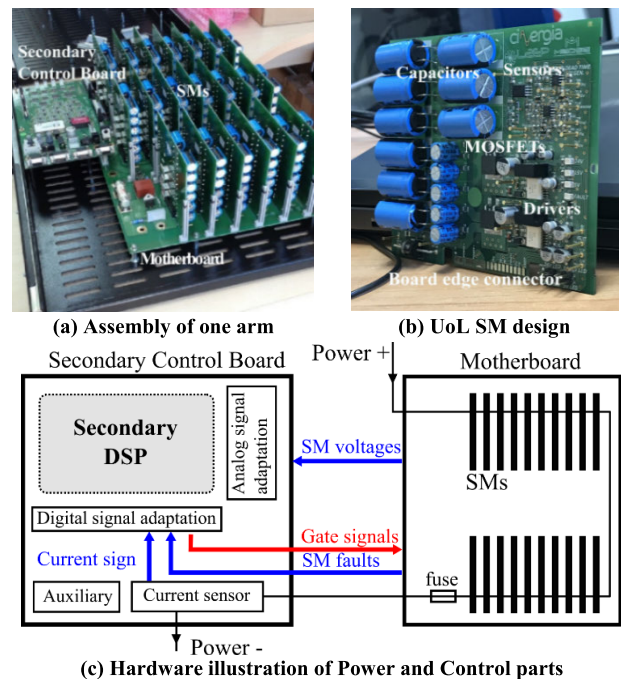 Secondary
Control Board
SMs
Motherboard
(a) Assembly of one arm
Capacitors
Sensors
MOSFETs
Drivers
Board edge connector
(b) UoL SM design
Secondary Control Board
Power +
Motherboard
Secondary
DSP
Analog signal
adaptation
SM voltages
SMs
Digital signal adaptation
Gate signals
Current sign
SM faults
fuse
Auxiliary
Current sensor
Power -
(c) Hardware illustration of Power and Control parts